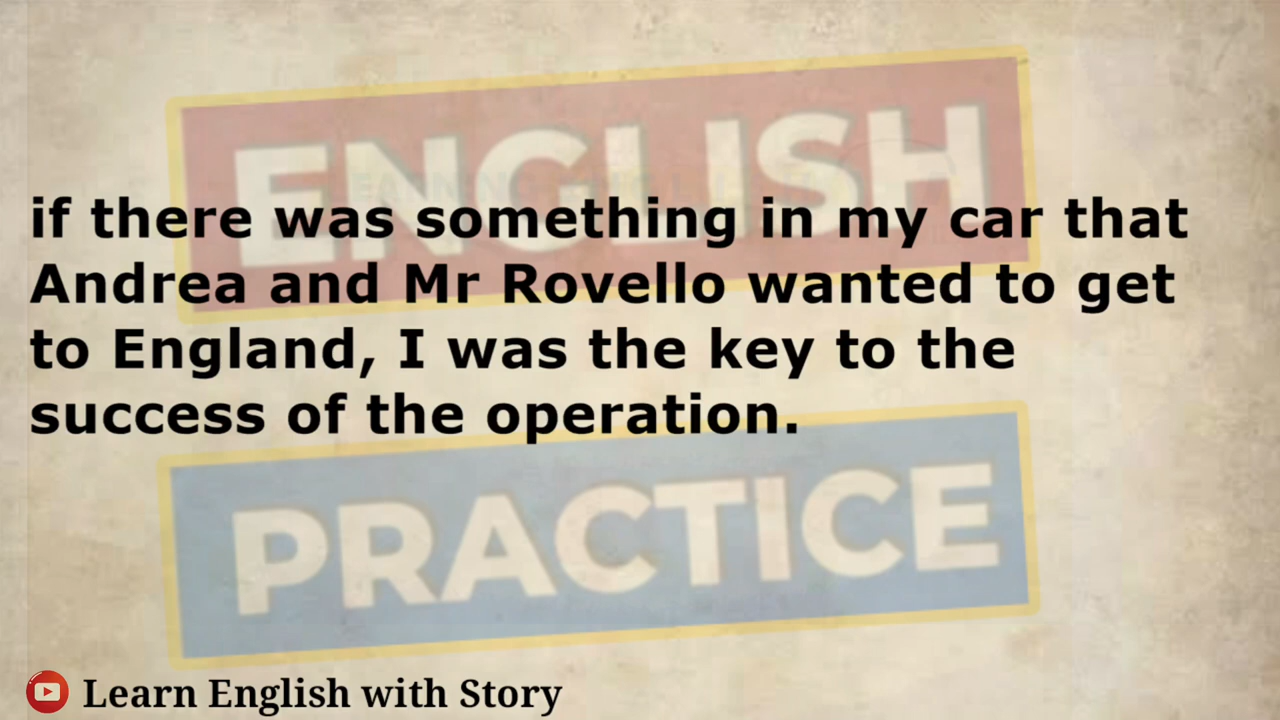 ENGLISH
if there was something in my car that
Andrea and Mr Rovello wanted to get
to England, I was the key to the
success of the operation.
PRACTICE
Learn English with Story